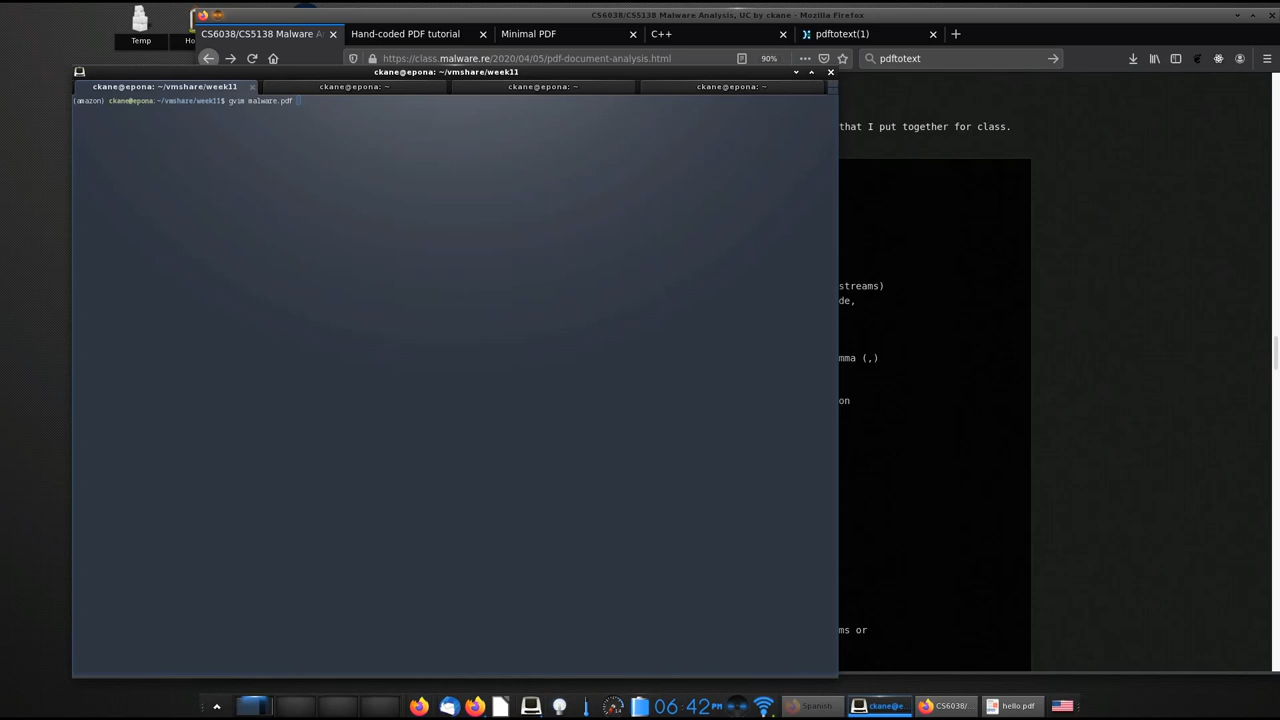 CS6038/CS5138 Malware Analysis, UC by ckane - Mozilla Firefox
Temp
Ho
CS6038/CS5138 Malware A
Hand-coded PDF tutorial
Minimal PDF
C++
pdftotext(1)
https://class.malware.re/2020/04/05/pdf-document-analysis.html
90%
pdftotext
ckane@epona: ~/vmshare/week11
ckane@epona: ~/vmshare/week11
ckane@epona: ~
ckane@epona: ~
ckane@epona: ~
(amazon) ckane@epona:~/vmshare/week11$ gvim malware.pdf
that I put together for class.
streams)
de,
mma (,)
on
ms or
06:42
Spanish
ckane@e...
CS6038/...
hello.pdf